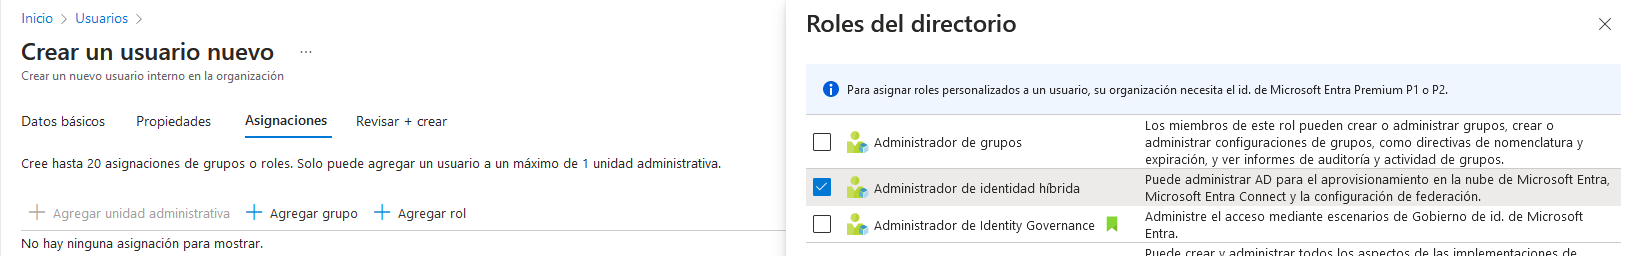 Inicio > Usuarios >
Crear un usuario nuevo ...
Crear un nuevo usuario interno en la organización
Datos básicos Propiedades Asignaciones Revisar + crear
Cree hasta 20 asignaciones de grupos o roles. Solo puede agregar un usuario a un máximo de 1 unidad administrativa.
Agregar unidad administrativa Agregar grupo Agregar rol
No hay ninguna asignación para mostrar.
Roles del directorio
Para asignar roles personalizados a un usuario, su organización necesita el id. de Microsoft Entra Premium P1 o P2.
Administrador de grupos
Los miembros de este rol pueden crear o administrar grupos, crear o
administrar configuraciones de grupos, como directivas de nomenclatura y
expiración, y ver informes de auditoría y actividad de grupos.
Administrador de identidad híbrida
Puede administrar AD para el aprovisionamiento en la nube de Microsoft Entra,
Microsoft Entra Connect y la configuración de federación.
Administrador de Identity Governance
Administre el acceso mediante escenarios de Gobierno de id. de Microsoft
Entra.
Puede crear y administrar todos los aspectos de las implementaciones de